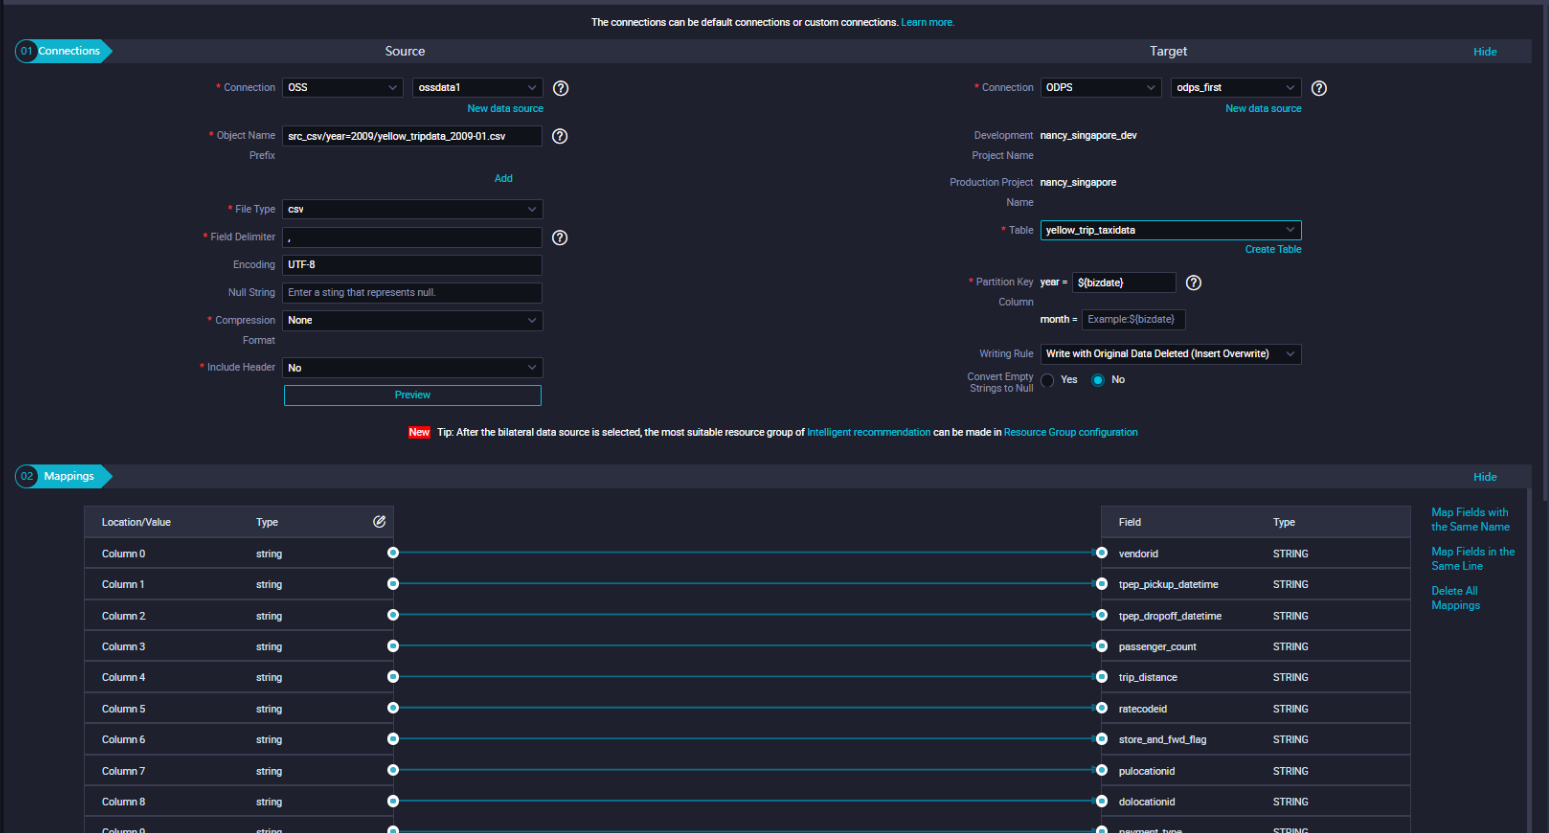 The connections can be default connections or custom connections. Learn more.
01 Connections Source Target Hide
* Connection OSS ossdata1 ?
New data source
* Object Name Prefix src_csv/year=2009/yellow_tripdata_2009-01.csv ?
Add
* File Type csv
* Field Delimiter , ?
Encoding UTF-8
Null String Enter a sting that represents null.
* Compression Format None
* Include Header No
Preview
* Connection ODPS odps_first ?
New data source
Development Project Name nancy_singapore_dev
Production Project Name nancy_singapore
* Table yellow_trip_taxidata
Create Table
* Partition Key Column year = ${bizdate} ?
month = Example:${bizdate}
Writing Rule Write with Original Data Deleted (Insert Overwrite)
Convert Empty Strings to Null Yes No
New Tip: After the bilateral data source is selected, the most suitable resource group of Intelligent recommendation can be made in Resource Group configuration
02 Mappings Hide
Location/Value Type Field Type
Column 0 string vendorid STRING
Column 1 string tpep_pickup_datetime STRING
Column 2 string tpep_dropoff_datetime STRING
Column 3 string passenger_count STRING
Column 4 string trip_distance STRING
Column 5 string ratecodeid STRING
Column 6 string store_and_fwd_flag STRING
Column 7 string pulocationid STRING
Column 8 string dolocationid STRING
Column 9 string payment_type STRING
Map Fields with
the Same Name
Map Fields in the
Same Line
Delete All
Mappings